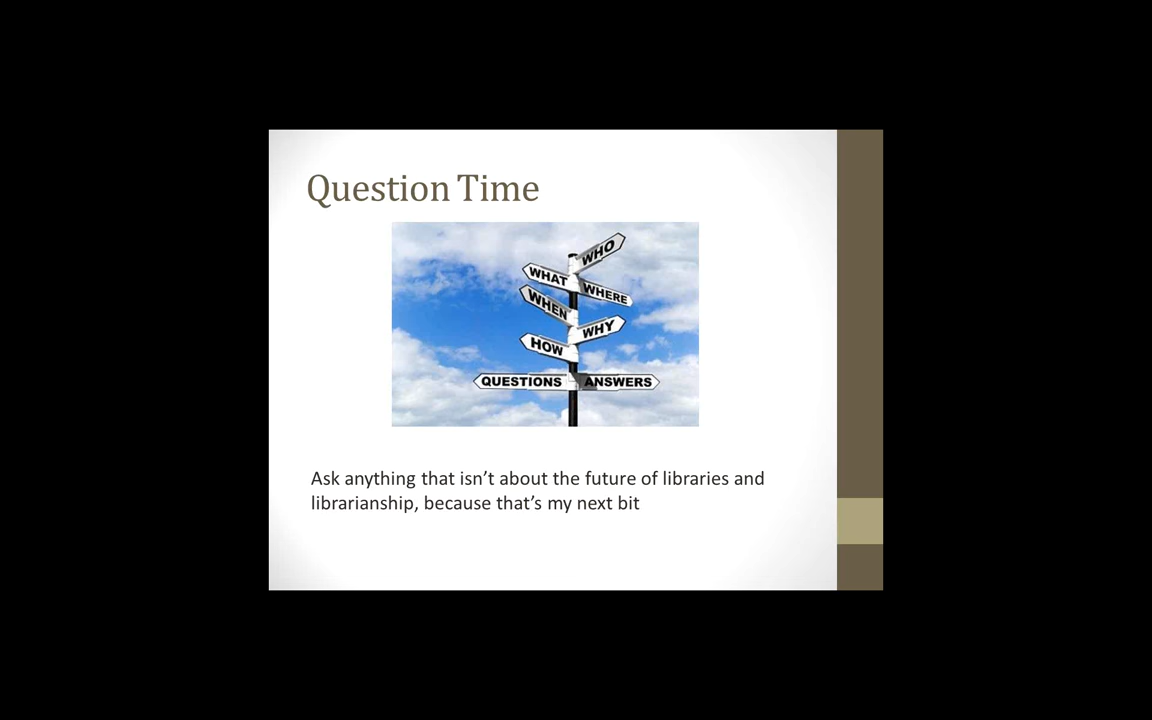 Question Time
WHO
WHAT
WHERE
WHEN
WHY
HOW
QUESTIONS ANSWERS
Ask anything that isn’t about the future of libraries and
librarianship, because that’s my next bit